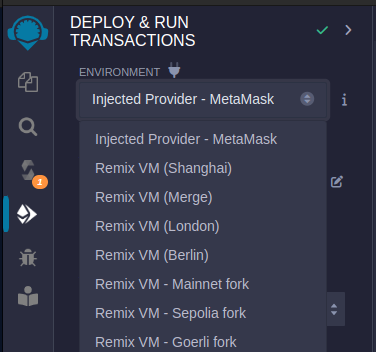 DEPLOY & RUN
TRANSACTIONS
ENVIRONMENT
Injected Provider - MetaMask
Injected Provider - MetaMask
Remix VM (Shanghai)
1
Remix VM (Merge)
Remix VM (London)
Remix VM (Berlin)
Remix VM - Mainnet fork
Remix VM - Sepolia fork
Remix VM - Goerli fork